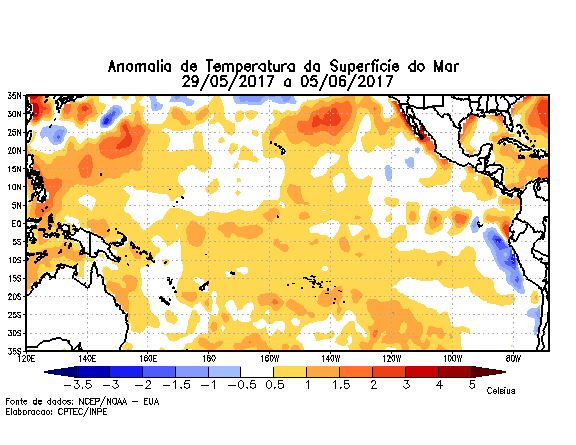 Anomalia de Temperatura da Superfície do Mar
29/05/2017 a 05/06/2017
35N
30N
25N
20N
15N
10N
5N
EQ
5S
10S
15S
20S
25S
30S
35S
120E 140E 160E 180 160W 140W 120W 100W 80W
-3.5 -3 -2 -1.5 -1 -0.5 0.5 1 1.5 2 3 4 5
Celsius
Fonte de dados: NCEP/NOAA - EUA
Elaboracao: CPTEC/INPE